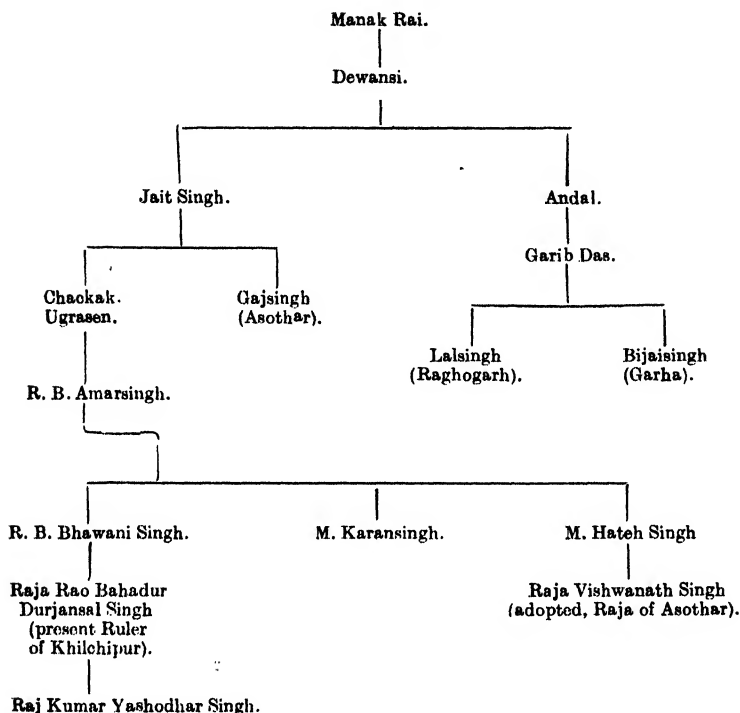 Manak Rai.
Dewansi.
Jait Singh.
Andal.
Garib Das.
Chackak.
Ugrasen.
Gajsingh
(Asothar).
Lalsingh
(Raghogarh).
Bijaisingh
(Garha).
R. B. Amarsingh.
R. B. Bhawani Singh.
M. Karansingh.
M. Hateh Singh
Raja Rao Bahadur
Durjansal Singh
(present Ruler
of Khilchipur).
Raja Vishwanath Singh
(adopted, Raja of Asothar).
Raj Kumar Yashodhar Singh.